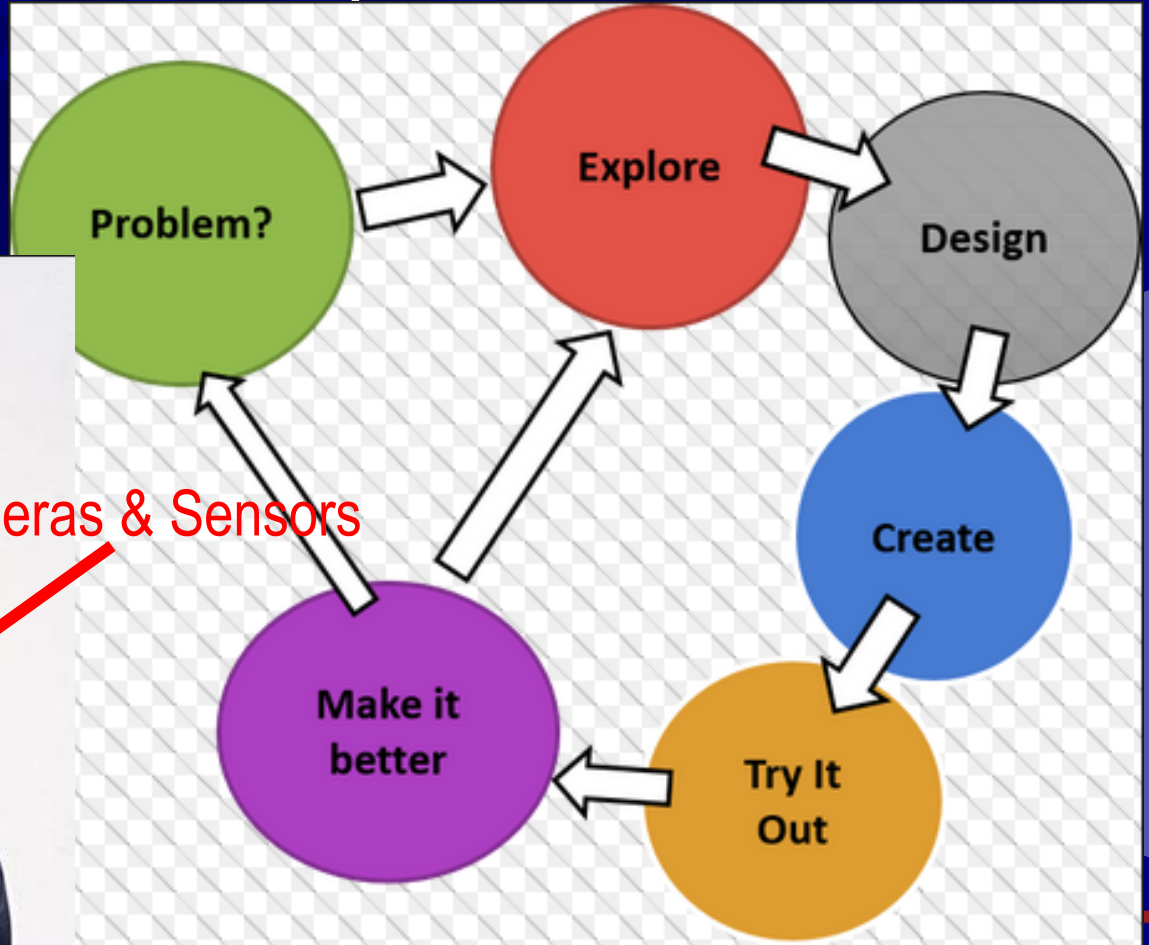 Problem?
Explore
Design
eras & Sensors
Create
Make it
better
Try It
Out